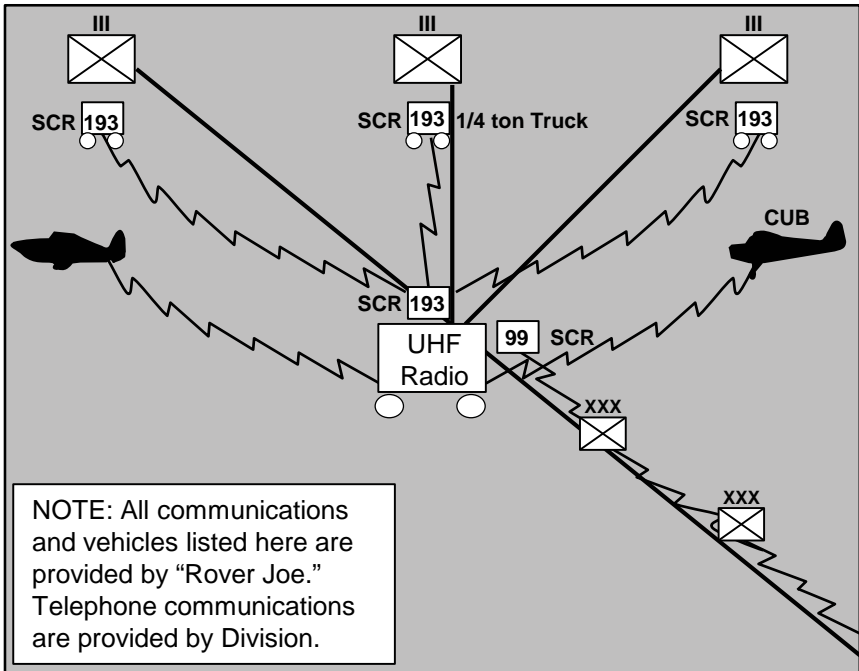 III III III
SCR 193 SCR 193 1/4 ton Truck SCR 193
CUB
SCR 193
99 SCR
UHF
Radio
XXX
XXX
NOTE: All communications
and vehicles listed here are
provided by “Rover Joe.”
Telephone communications
are provided by Division.